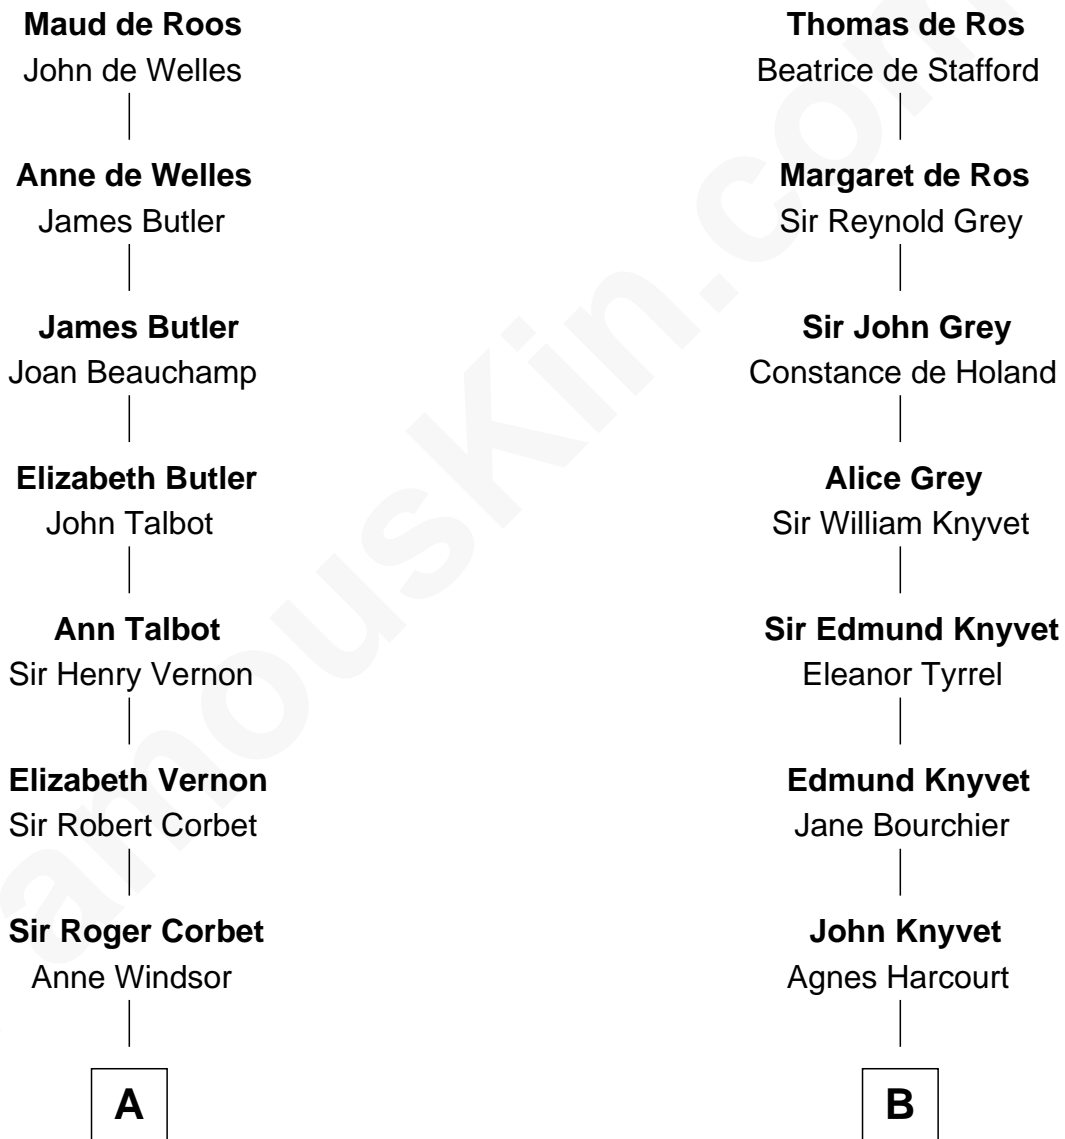 Maud de Roos
John de Welles
Anne de Welles
James Butler
James Butler
Joan Beauchamp
Elizabeth Butler
John Talbot
Ann Talbot
Sir Henry Vernon
Elizabeth Vernon
Sir Robert Corbet
Sir Roger Corbet
Anne Windsor
A
Thomas de Ros
Beatrice de Stafford
Margaret de Ros
Sir Reynold Grey
Sir John Grey
Constance de Holand
Alice Grey
Sir William Knyvet
Sir Edmund Knyvet
Eleanor Tyrrel
Edmund Knyvet
Jane Bourchier
John Knyvet
Agnes Harcourt
B
amouskin.com